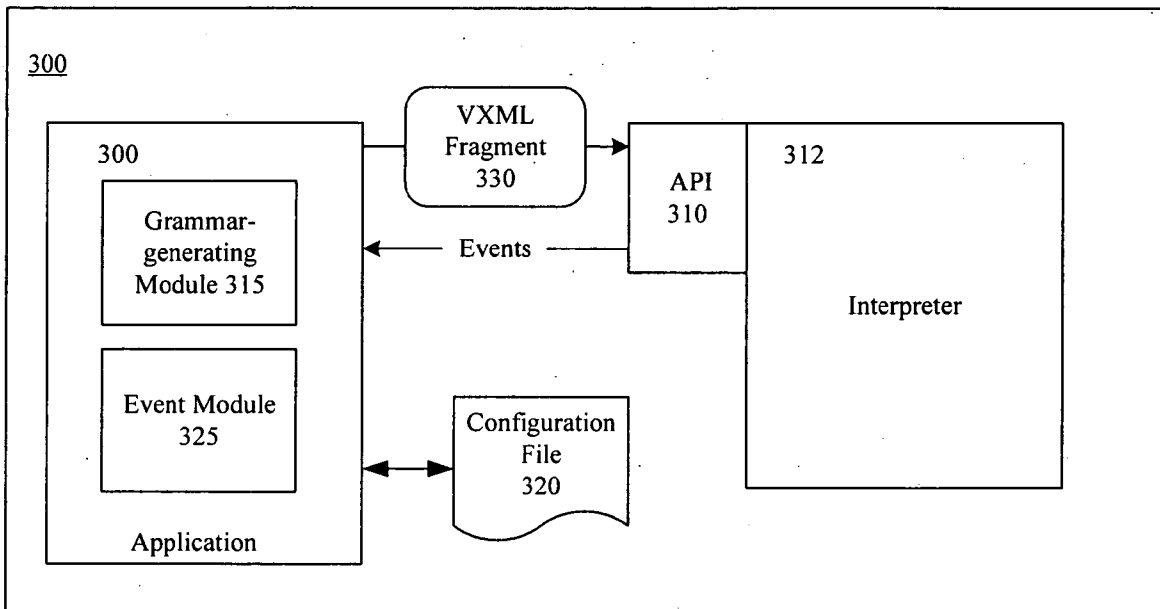 300
VXML
Fragment
330
300
Grammar-
generating
Module 315
API
310
312
Events
Interpreter
Event Module
325
Configuration
File
320
Application